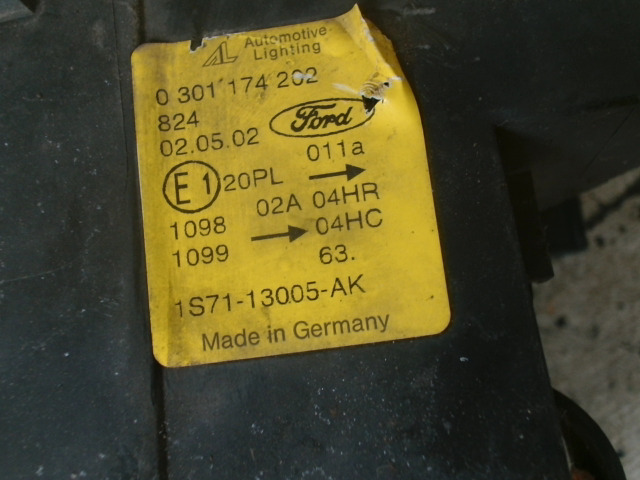 AL Automotive
Lighting
0 301 174 202
824
02.05.02 Ford
011a
E1 20PL →
02A 04HR
1098 → 04HC
1099 63.
1S71-13005-AK
Made in Germany